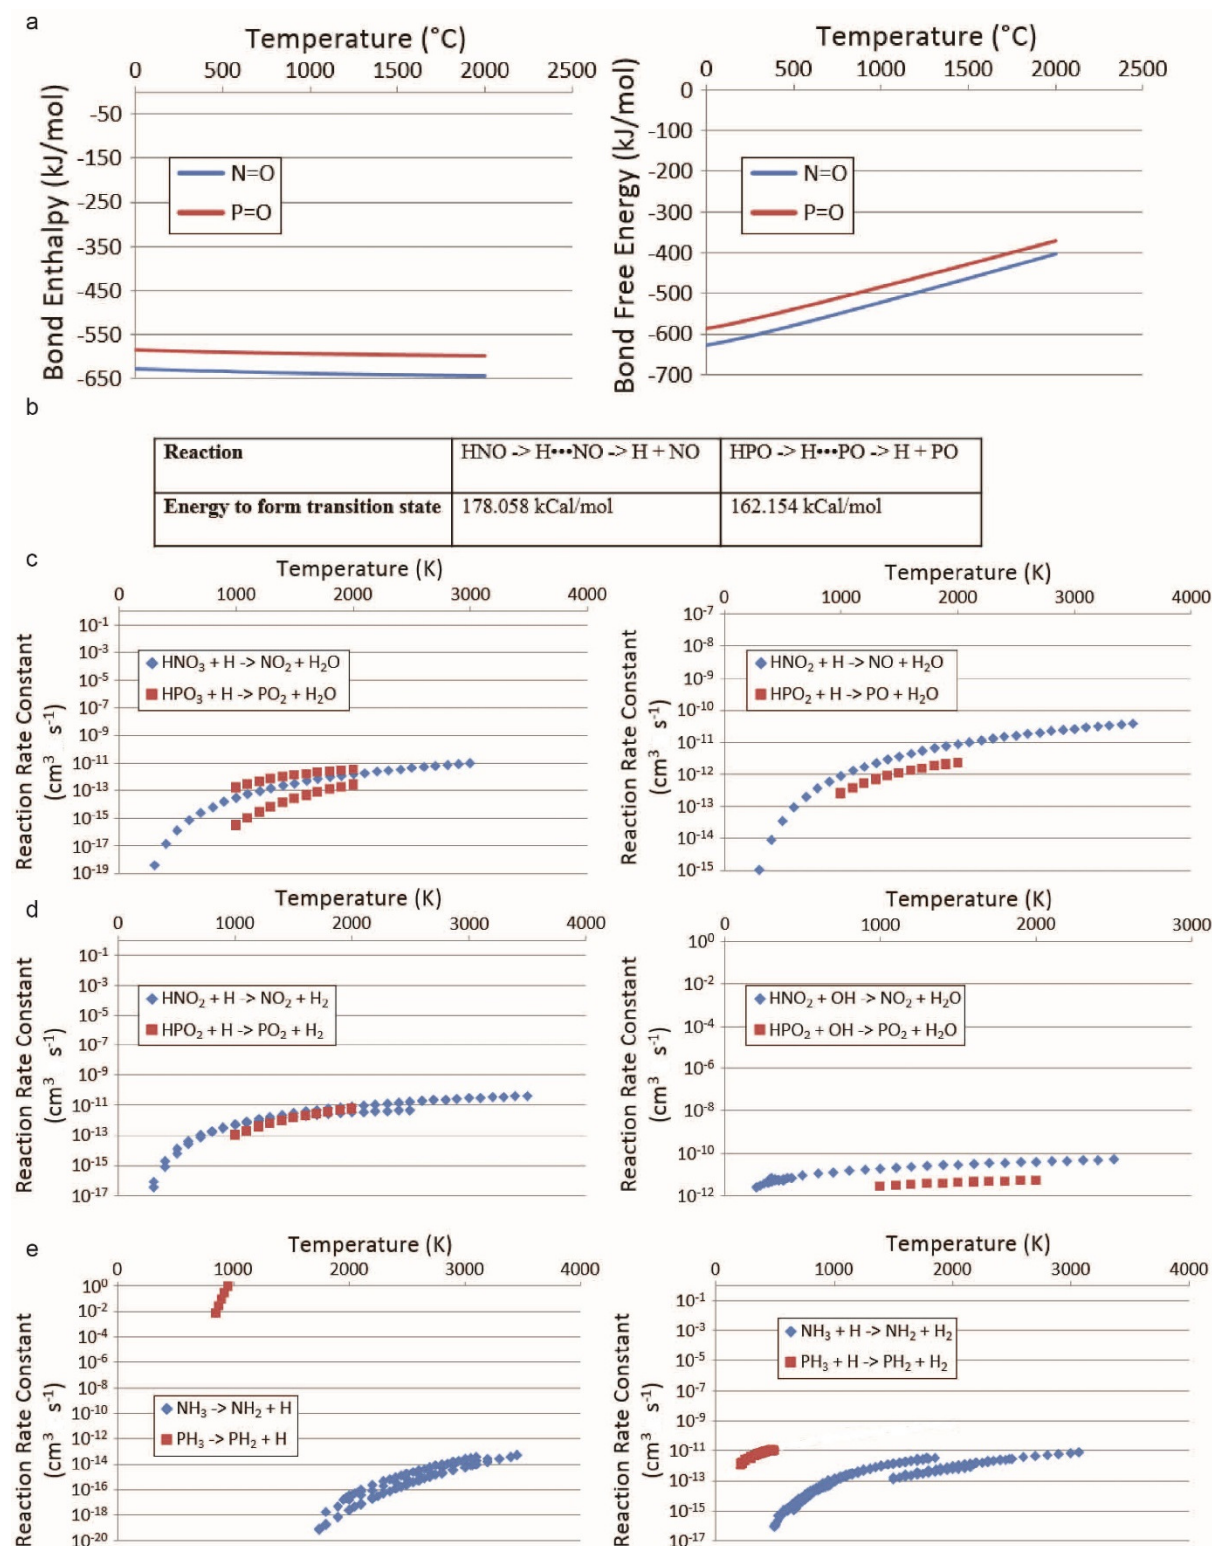 a
Temperature (°C)
0 500 1000 1500 2000 2500
-50
-150
-250
-350
-450
-550
-650
Bond Enthalpy (kJ/mol)
N=O
P=O
Temperature (°C)
0 500 1000 1500 2000 2500
0
-100
-200
-300
-400
-500
-600
-700
Bond Free Energy (kJ/mol)
N=O
P=O
b
Reaction HNO -> H•••NO -> H + NO HPO -> H•••PO -> H + PO
Energy to form transition state 178.058 kCal/mol 162.154 kCal/mol
c
Temperature (K)
0 1000 2000 3000 4000
10⁻¹
10⁻³
10⁻⁵
10⁻⁷
10⁻⁹
10⁻¹¹
10⁻¹³
10⁻¹⁵
10⁻¹⁷
10⁻¹⁹
Reaction Rate Constant
(cm³ s⁻¹)
HNO₃ + H -> NO₂ + H₂O
HPO₃ + H -> PO₂ + H₂O
Temperature (K)
0 1000 2000 3000 4000
10⁻⁷
10⁻⁸
10⁻⁹
10⁻¹⁰
10⁻¹¹
10⁻¹²
10⁻¹³
10⁻¹⁴
10⁻¹⁵
Reaction Rate Constant
(cm³ s⁻¹)
HNO₂ + H -> NO + H₂O
HPO₂ + H -> PO + H₂O
d
Temperature (K)
0 1000 2000 3000 4000
10⁻¹
10⁻³
10⁻⁵
10⁻⁷
10⁻⁹
10⁻¹¹
10⁻¹³
10⁻¹⁵
10⁻¹⁷
Reaction Rate Constant
(cm³ s⁻¹)
HNO₂ + H -> NO₂ + H₂
HPO₂ + H -> PO₂ + H₂
Temperature (K)
0 1000 2000 3000
10⁰
10⁻²
10⁻⁴
10⁻⁶
10⁻⁸
10⁻¹⁰
10⁻¹²
Reaction Rate Constant
(cm³ s⁻¹)
HNO₂ + OH -> NO₂ + H₂O
HPO₂ + OH -> PO₂ + H₂O
e
Temperature (K)
0 1000 2000 3000 4000
10⁰
10⁻²
10⁻⁴
10⁻⁶
10⁻⁸
10⁻¹⁰
10⁻¹²
10⁻¹⁴
10⁻¹⁶
10⁻¹⁸
10⁻²⁰
Reaction Rate Constant
(cm³ s⁻¹)
NH₃ -> NH₂ + H
PH₃ -> PH₂ + H
Temperature (K)
0 1000 2000 3000 4000
10⁻¹
10⁻³
10⁻⁵
10⁻⁷
10⁻⁹
10⁻¹¹
10⁻¹³
10⁻¹⁵
10⁻¹⁷
Reaction Rate Constant
(cm³ s⁻¹)
NH₃ + H -> NH₂ + H₂
PH₃ + H -> PH₂ + H₂